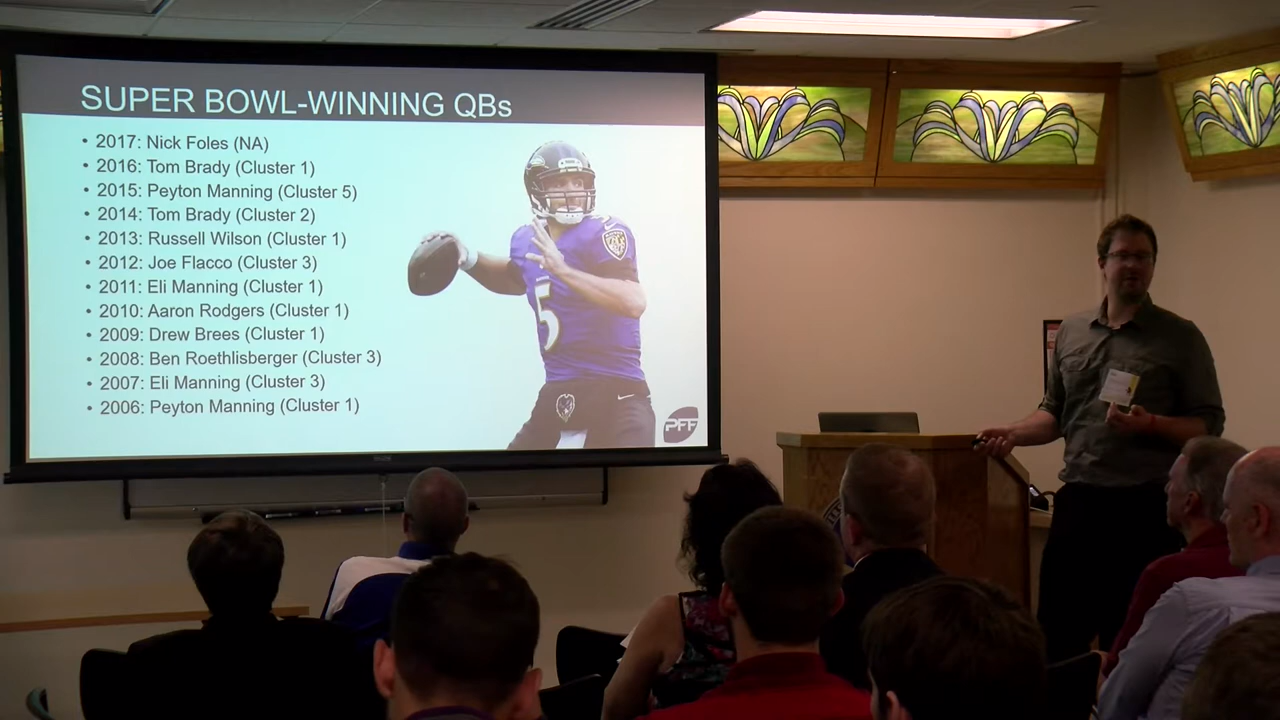 SUPER BOWL-WINNING QBs
• 2017: Nick Foles (NA)
• 2016: Tom Brady (Cluster 1)
• 2015: Peyton Manning (Cluster 5)
• 2014: Tom Brady (Cluster 2)
• 2013: Russell Wilson (Cluster 1)
• 2012: Joe Flacco (Cluster 3)
• 2011: Eli Manning (Cluster 1)
• 2010: Aaron Rodgers (Cluster 1)
• 2009: Drew Brees (Cluster 1)
• 2008: Ben Roethlisberger (Cluster 3)
• 2007: Eli Manning (Cluster 3)
• 2006: Peyton Manning (Cluster 1)
5
PFF